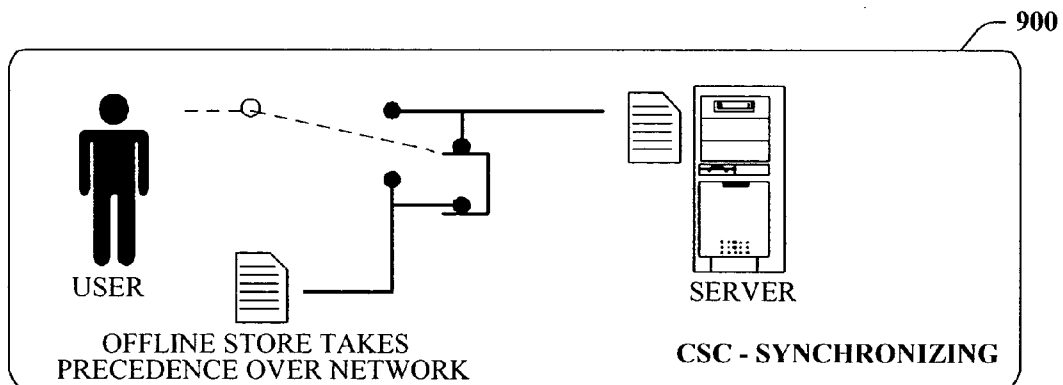 900
USER
SERVER
OFFLINE STORE TAKES
PRECEDENCE OVER NETWORK
CSC - SYNCHRONIZING